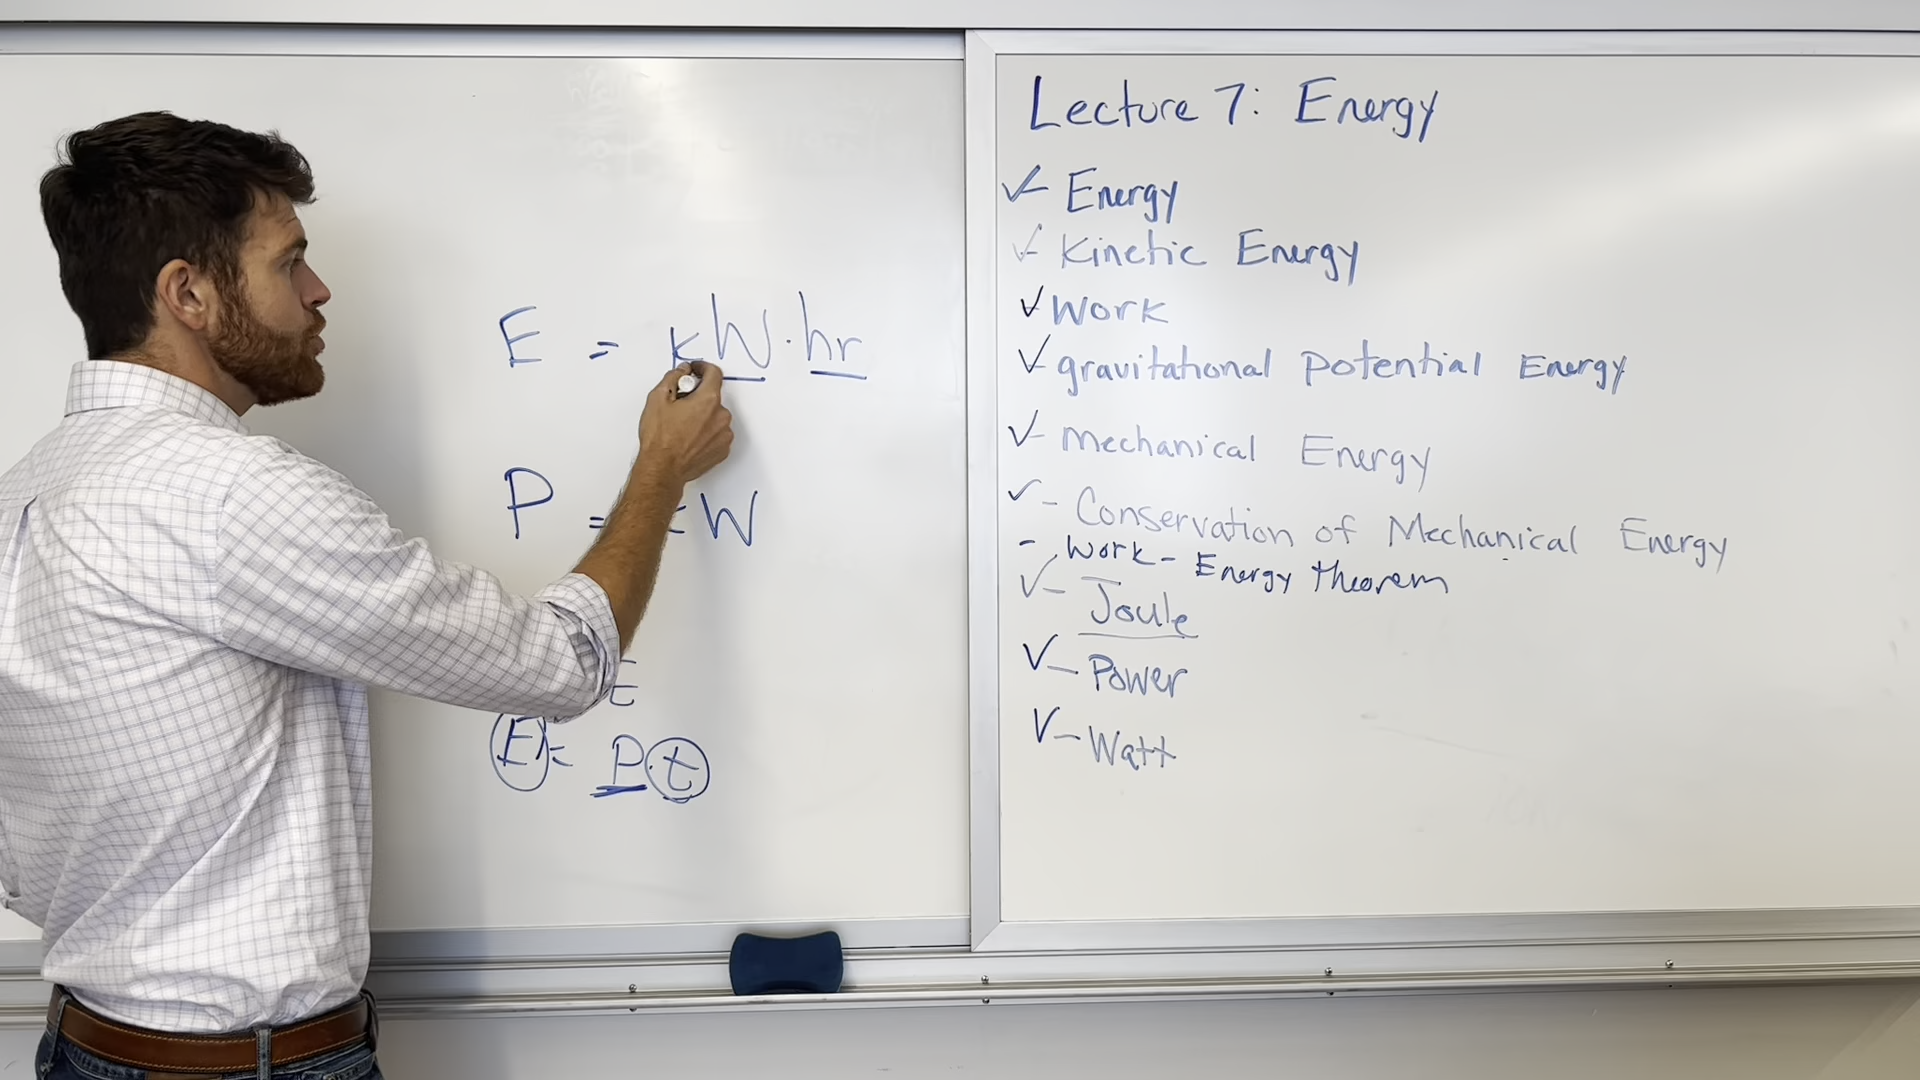 E = kW·hr
P = W
E
t
E = P·t
Lecture 7: Energy
✓- Energy
✓- Kinetic Energy
✓ Work
✓ gravitational potential Energy
✓- Mechanical Energy
✓- Conservation of Mechanical Energy
- Work-Energy theorem
✓- Joule
✓- Power
✓- Watt